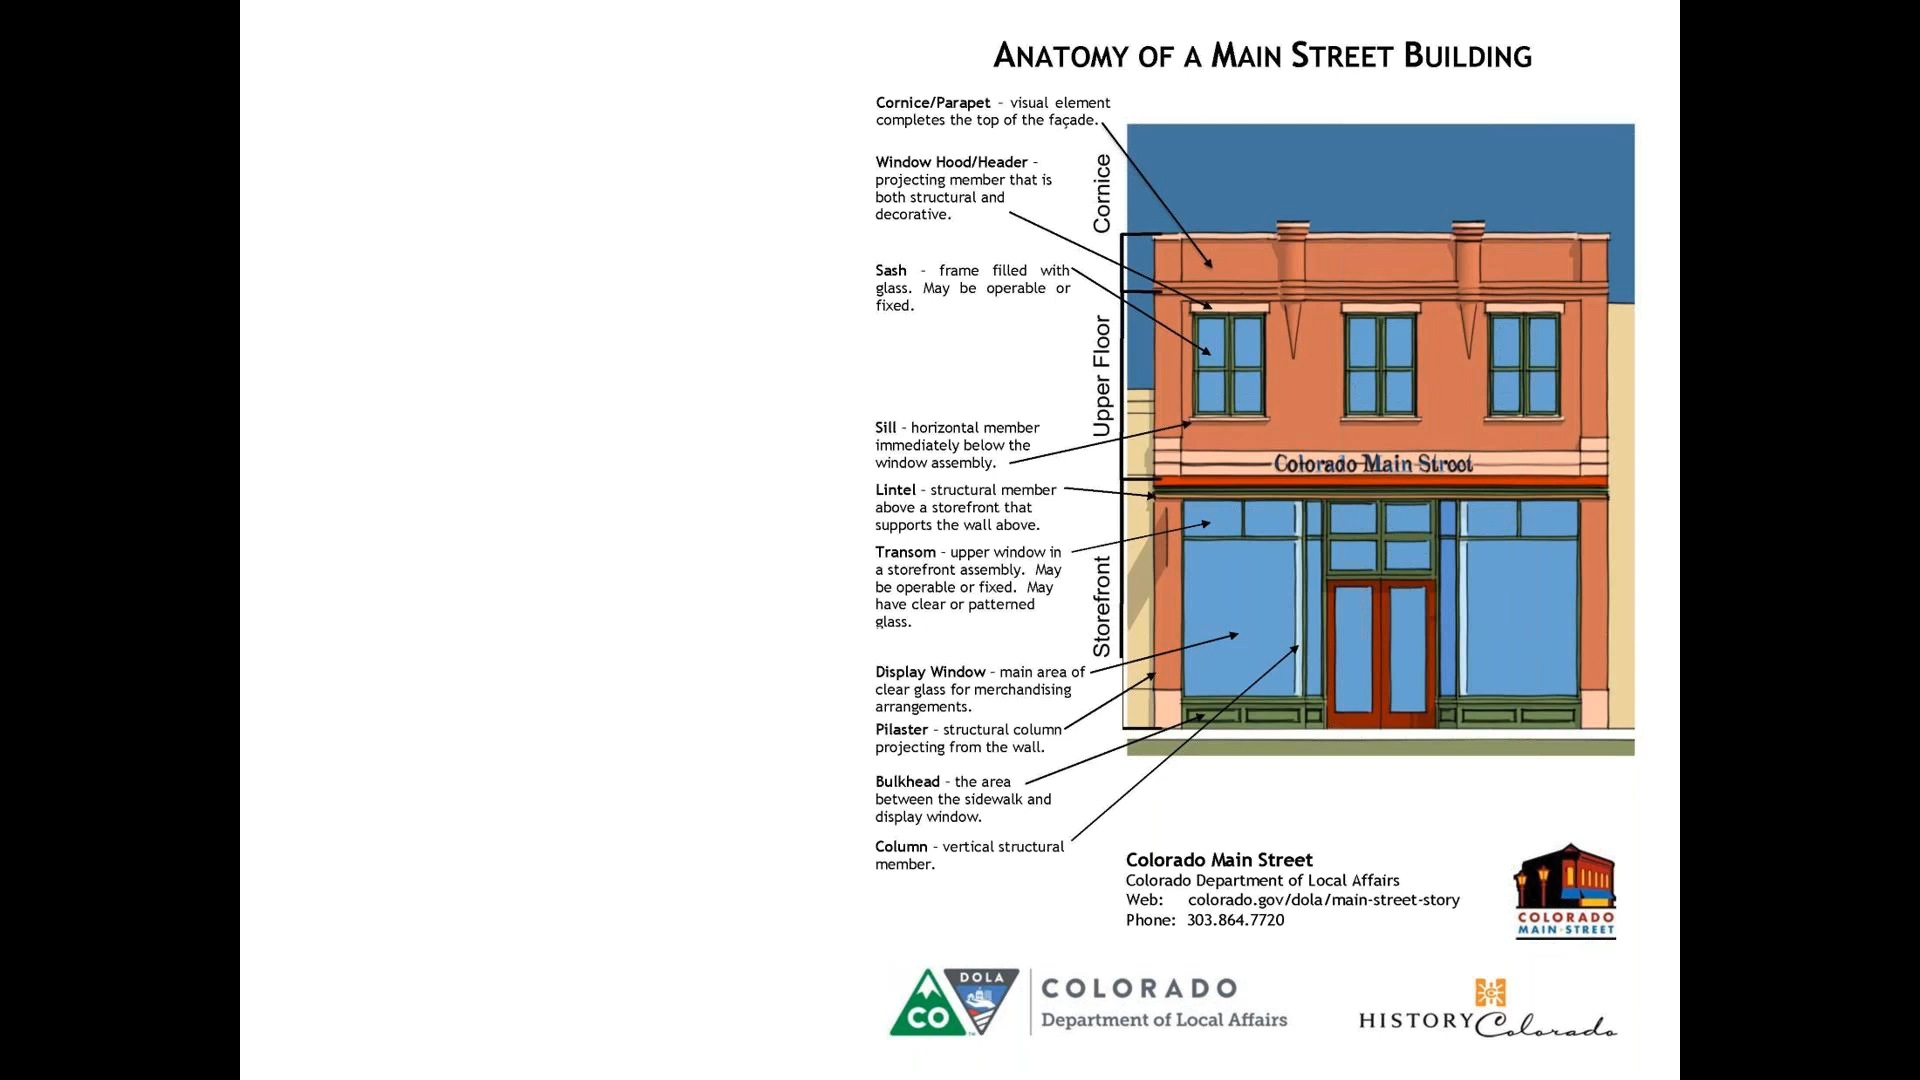 ANATOMY OF A MAIN STREET BUILDING
Cornice/Parapet - visual element
completes the top of the façade.
Window Hood/Header -
projecting member that is
both structural and
decorative.
Sash - frame filled with
glass. May be operable or
fixed.
Sill - horizontal member
immediately below the
window assembly.
Lintel - structural member
above a storefront that
supports the wall above.
Transom - upper window in
a storefront assembly. May
be operable or fixed. May
have clear or patterned
glass.
Display Window - main area of
clear glass for merchandising
arrangements.
Pilaster - structural column
projecting from the wall.
Bulkhead - the area
between the sidewalk and
display window.
Column - vertical structural
member.
Cornice
Upper Floor
Storefront
Colorado Main Street
Colorado Main Street
Colorado Department of Local Affairs
Web: colorado.gov/dola/main-street-story
Phone: 303.864.7720
COLORADO
MAIN STREET
CO
DOLA
COLORADO
Department of Local Affairs
HISTORY Colorado